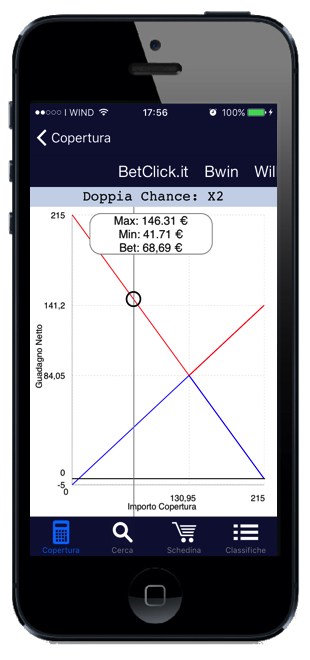 I WIND 17:56 100%
Copertura
BetClick.it Bwin Wil
Doppia Chance: X2
215
Max: 146.31 €
Min: 41.71 €
Bet: 68,69 €
141,2
Guadagno Netto
84,05
0
-5
0 130,95 215
Importo Copertura
Copertura Cerca Schedina Classifiche